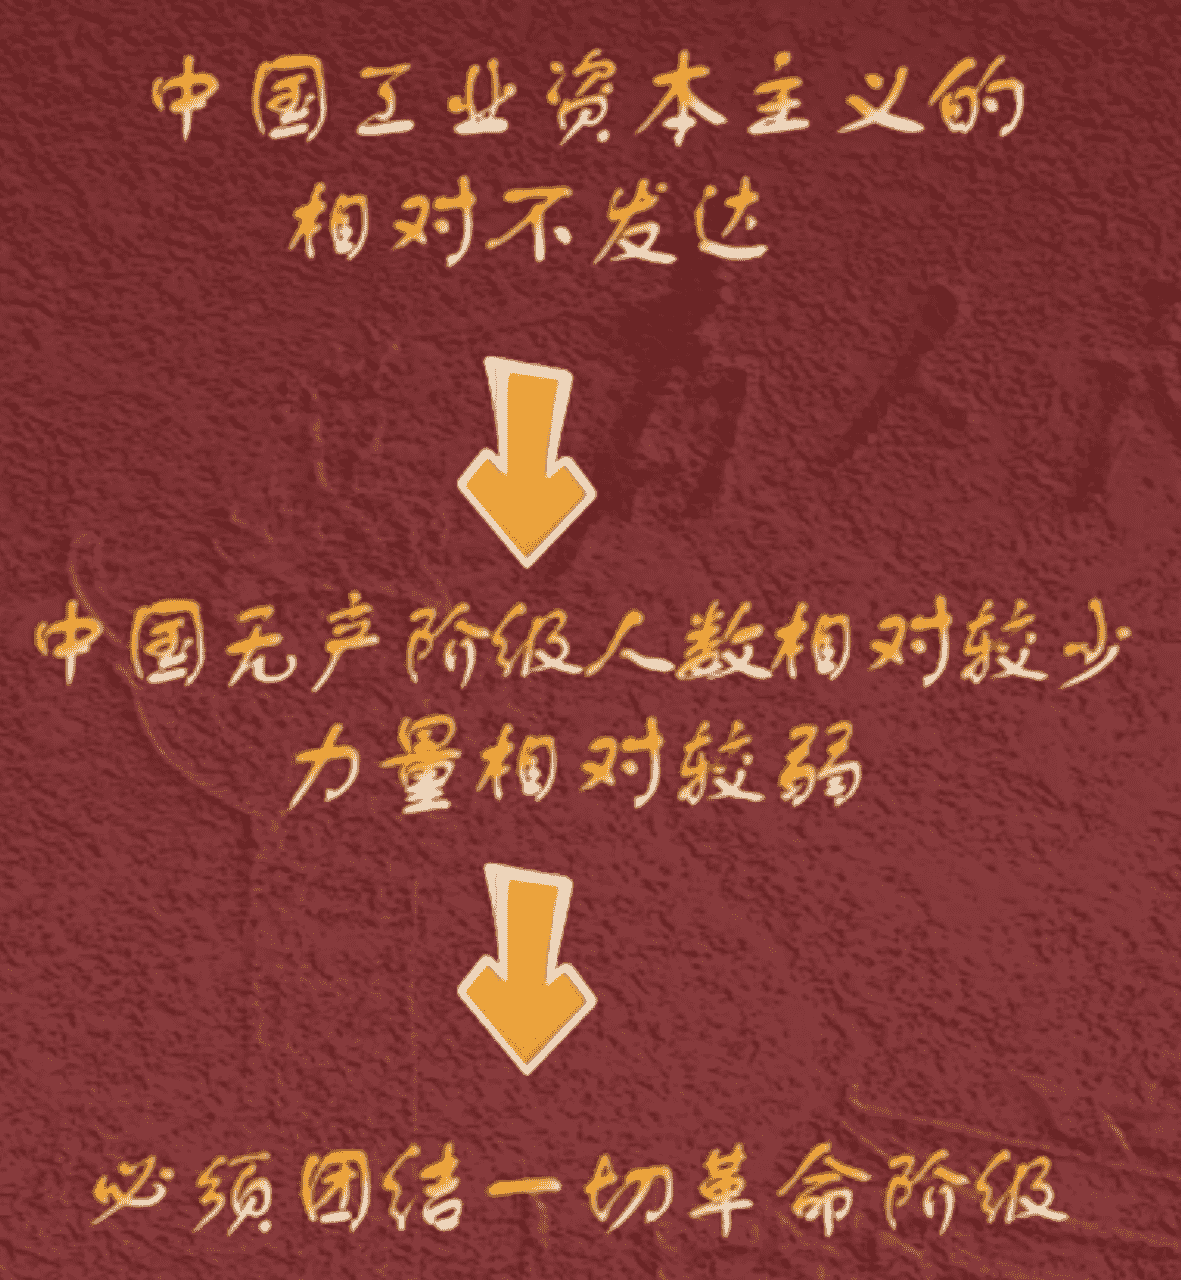 中国工业资本主义的
相对不发达
中国无产阶级人数相对较少
力量相对较弱
必须团结一切革命阶级